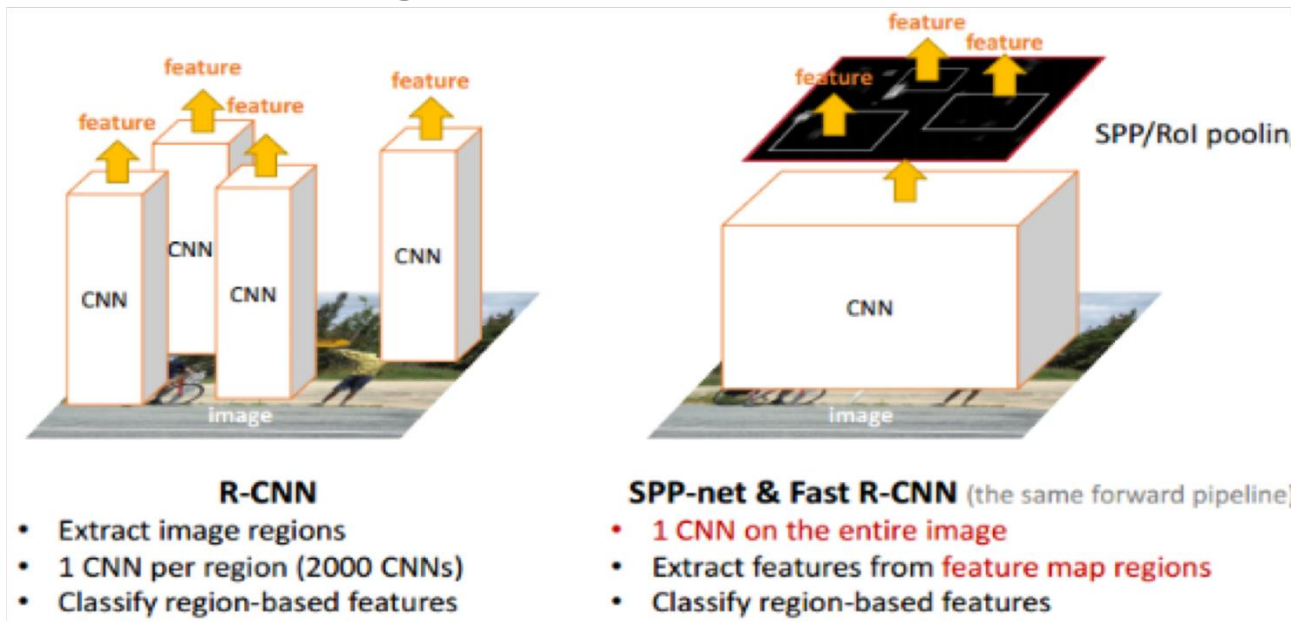 feature
feature
feature
feature
CNN
CNN
CNN
CNN
image
R-CNN
• Extract image regions
• 1 CNN per region (2000 CNNs)
• Classify region-based features
feature
feature
feature
SPP/RoI pooling
CNN
image
SPP-net & Fast R-CNN (the same forward pipeline)
• 1 CNN on the entire image
• Extract features from feature map regions
• Classify region-based features